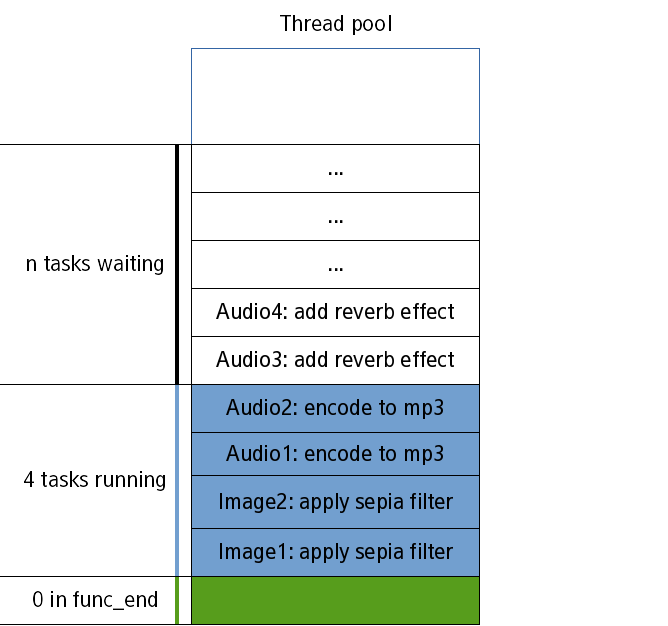 Thread pool
...
...
n tasks waiting
...
Audio4: add reverb effect
Audio3: add reverb effect
Audio2: encode to mp3
Audio1: encode to mp3
4 tasks running
Image2: apply sepia filter
Image1: apply sepia filter
0 in func_end